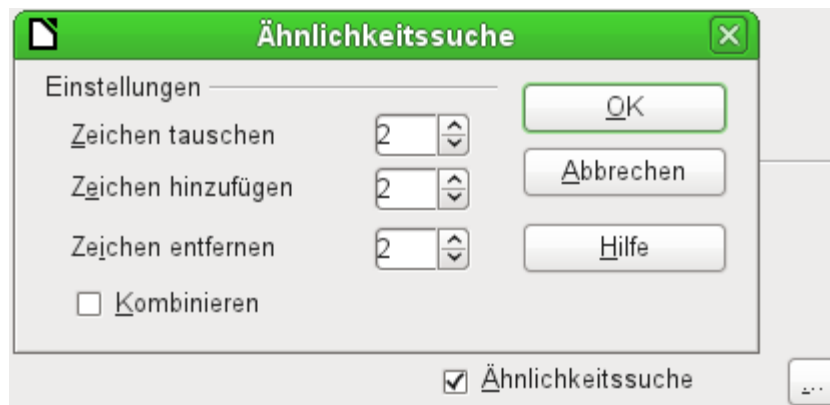 Ähnlichkeitssuche
Einstellungen
Zeichen tauschen 2
Zeichen hinzufügen 2
Zeichen entfernen 2
Kombinieren
OK
Abbrechen
Hilfe
Ähnlichkeitssuche ...